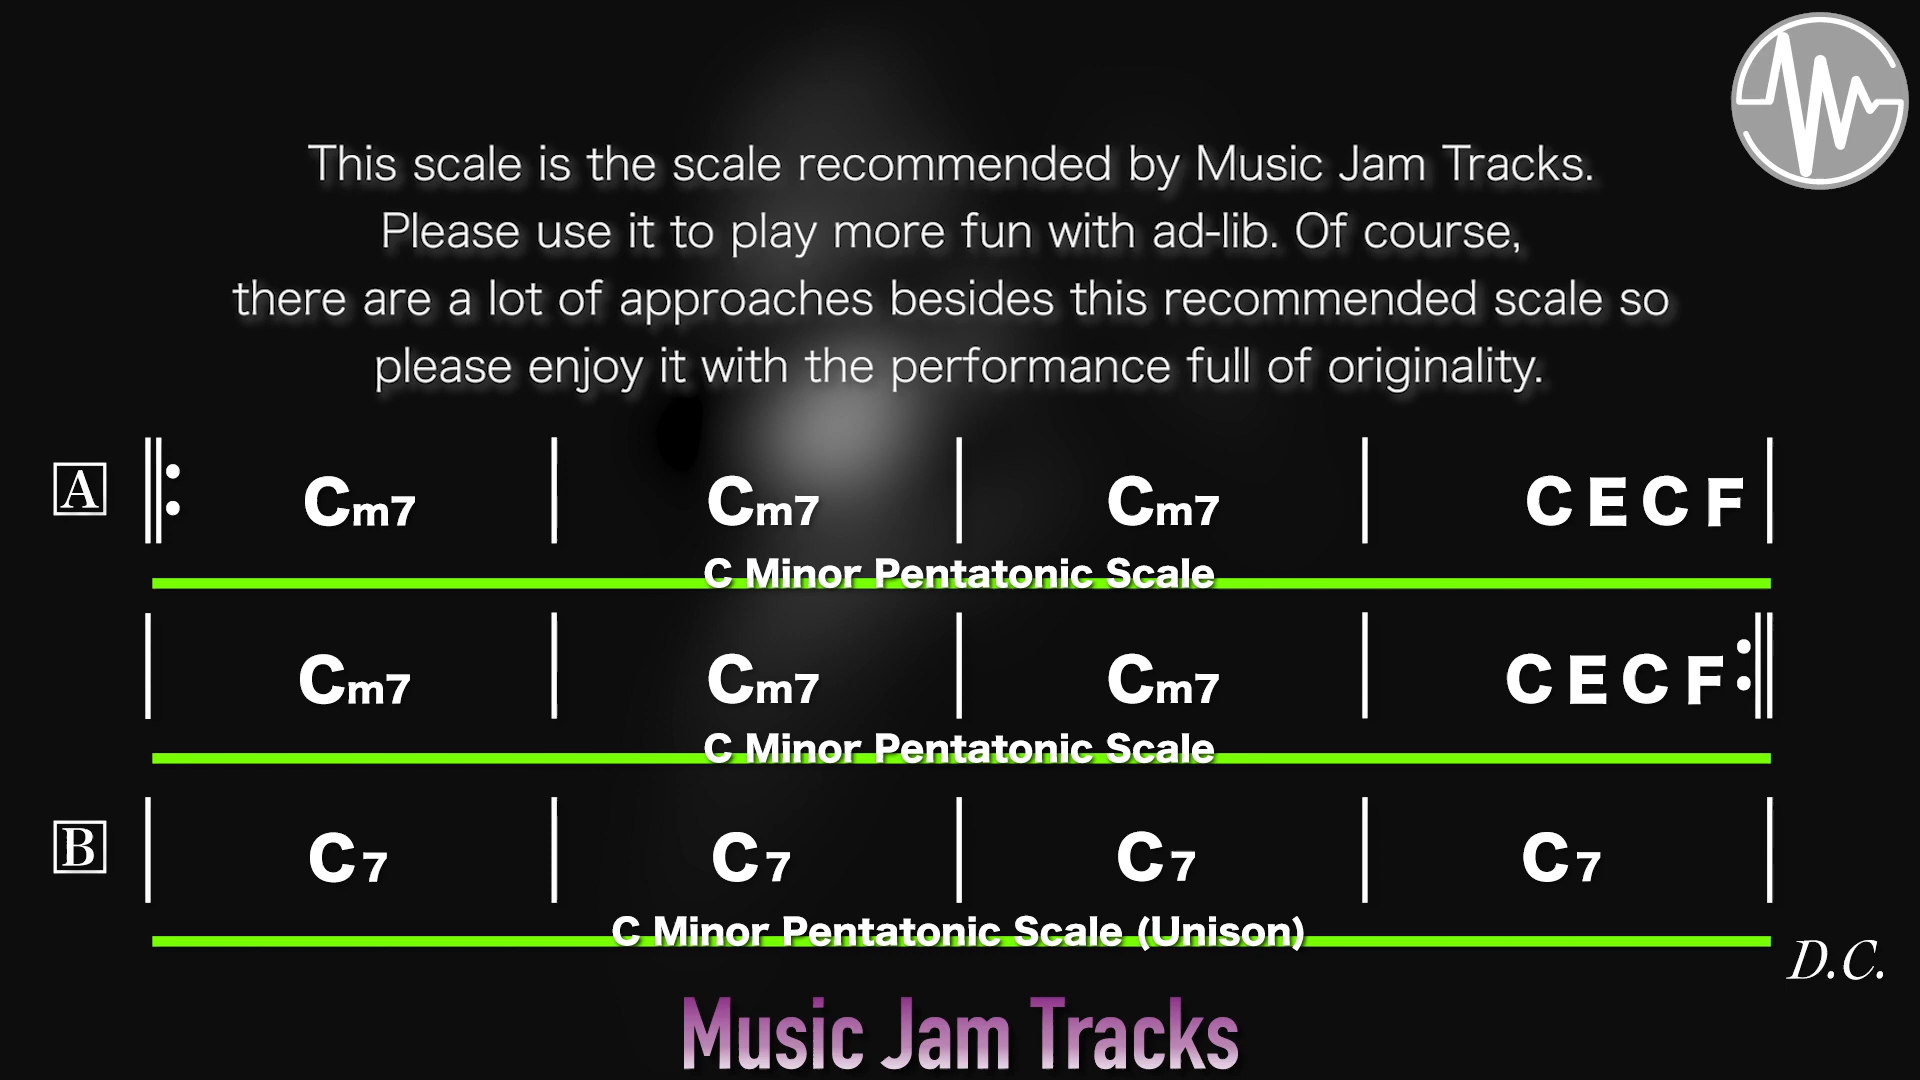 This scale is the scale recommended by Music Jam Tracks.
Please use it to play more fun with ad-lib. Of course,
there are a lot of approaches besides this recommended scale so
please enjoy it with the performance full of originality.
A Cm7 Cm7 Cm7 C E C F
C Minor Pentatonic Scale
Cm7 Cm7 Cm7 C E C F
C Minor Pentatonic Scale
B C7 C7 C7 C7
C Minor Pentatonic Scale (Unison)
D.C.
Music Jam Tracks